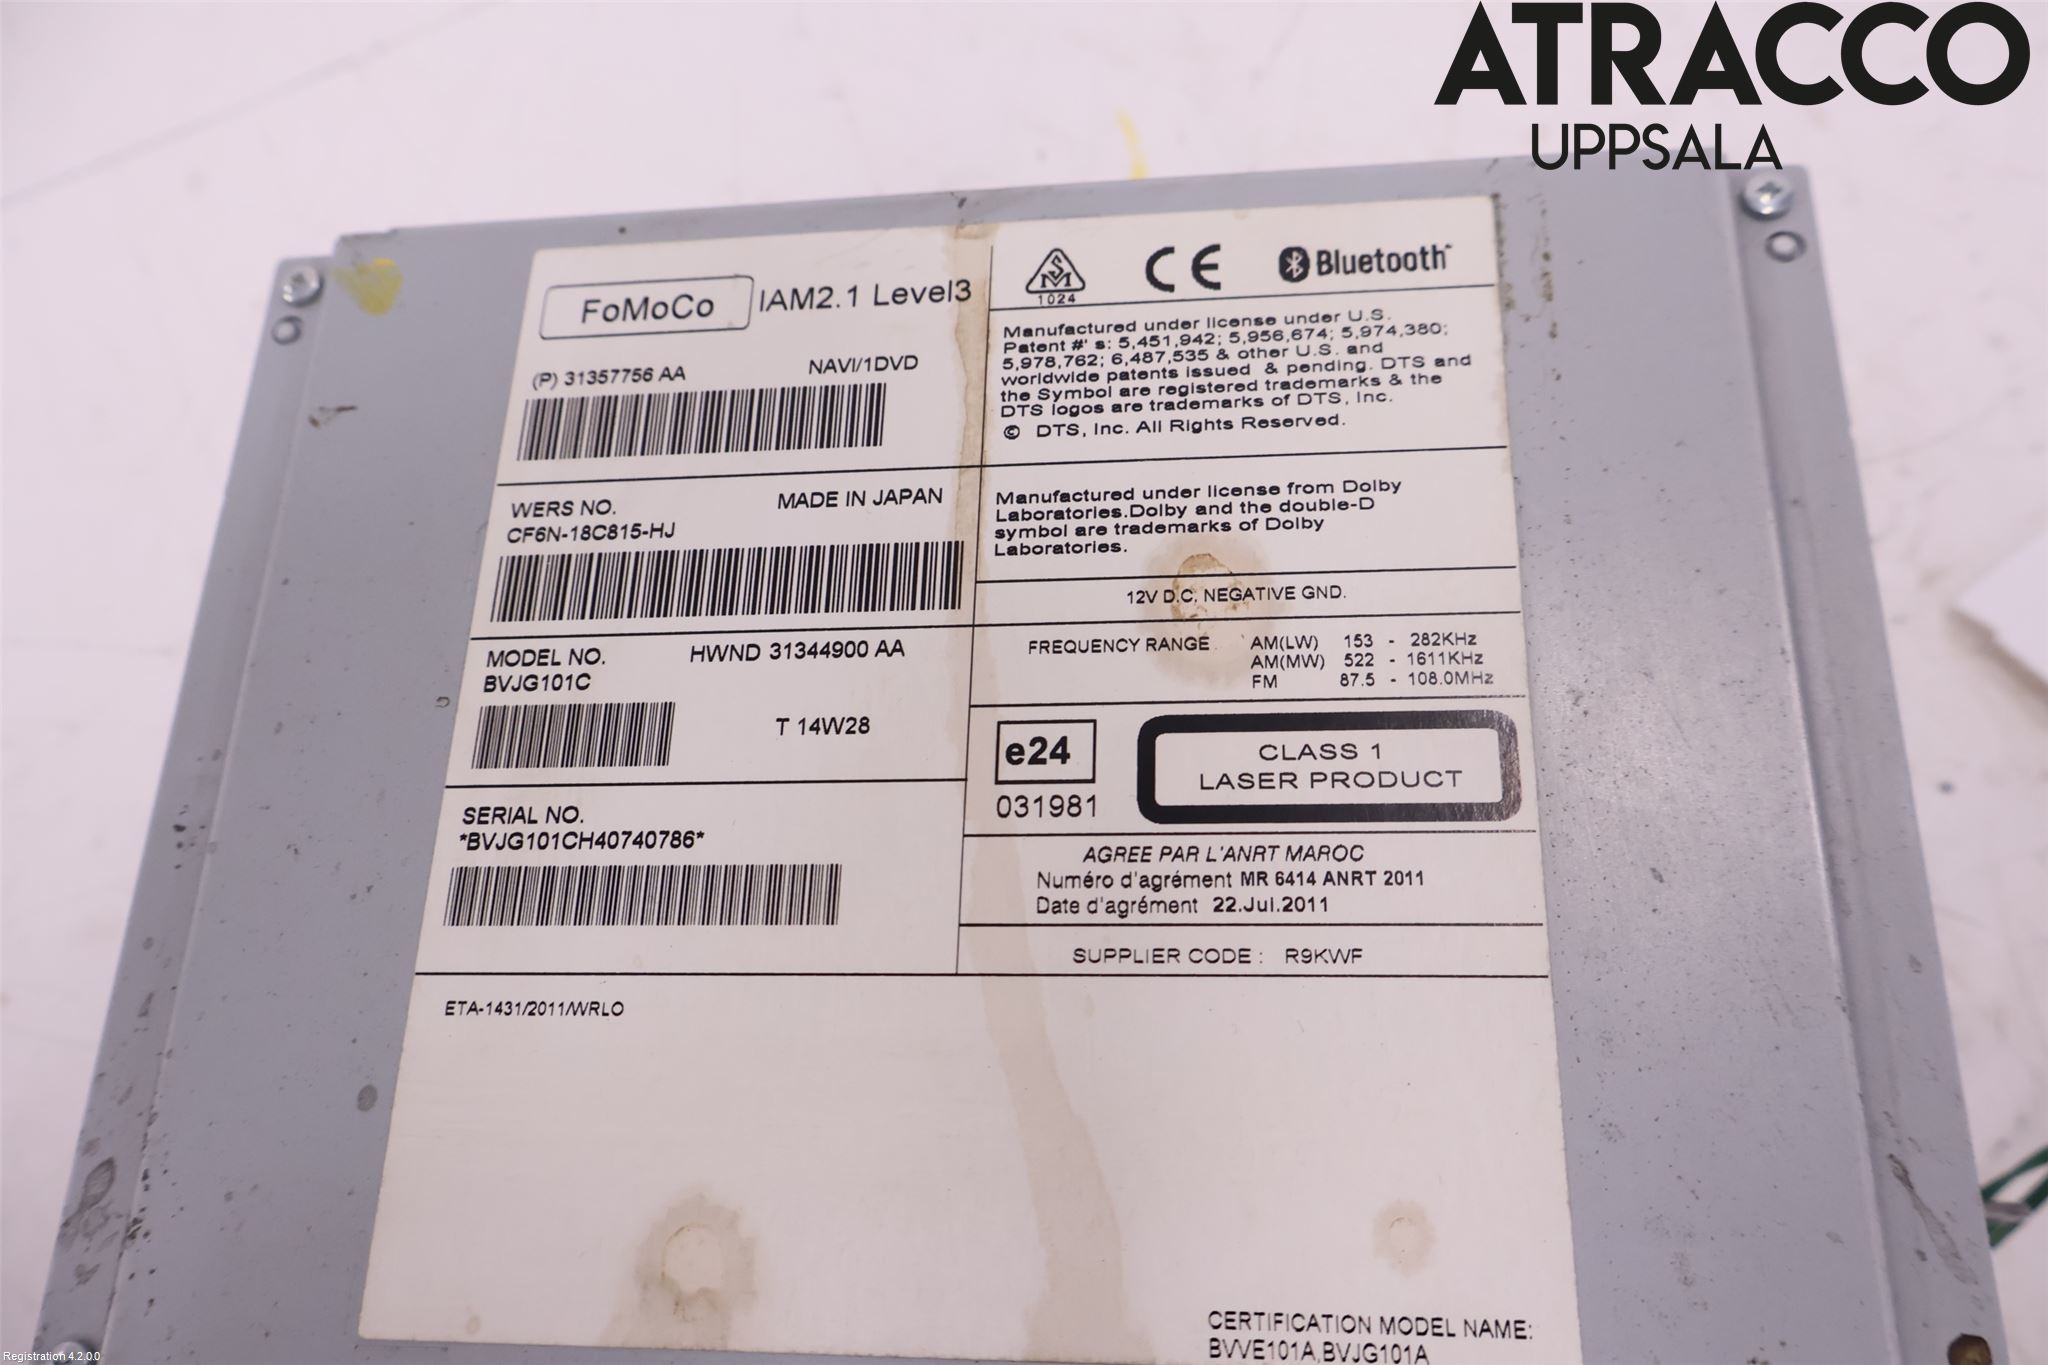 ATRACCO
UPPSALA
FoMoCo IAM2.1 Level3
(P) 31357756 AA NAVI/1DVD
WERS NO. MADE IN JAPAN
CF6N-18C815-HJ
MODEL NO. HWND 31344900 AA
BVJG101C
T 14W28
SERIAL NO.
*BVJG101CH40740786*
SM
1024
CE
Bluetooth
Manufactured under license under U.S.
Patent #' s: 5,451,942; 5,956,674; 5,974,380;
5,978,762; 6,487,535 & other U.S. and
worldwide patents issued & pending. DTS and
the Symbol are registered trademarks & the
DTS logos are trademarks of DTS, Inc.
© DTS, Inc. All Rights Reserved.
Manufactured under license from Dolby
Laboratories.Dolby and the double-D
symbol are trademarks of Dolby
Laboratories.
12V D.C, NEGATIVE GND.
FREQUENCY RANGE AM(LW) 153 - 282KHz
AM(MW) 522 - 1611KHz
FM 87.5 - 108.0MHz
e24
031981
CLASS 1
LASER PRODUCT
AGREE PAR L'ANRT MAROC
Numéro d'agrément MR 6414 ANRT 2011
Date d'agrément 22.Jul.2011
SUPPLIER CODE : R9KWF
ETA-1431/2011/WRLO
CERTIFICATION MODEL NAME:
BVVE101A,BVJG101A
Registration 4.2.0.0